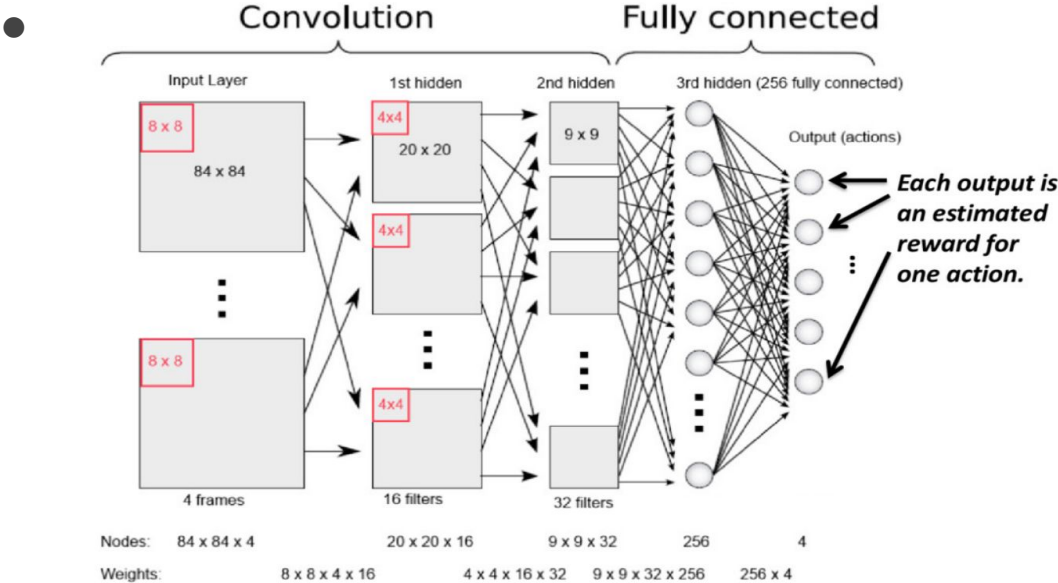 Convolution
Fully connected
Input Layer
1st hidden
2nd hidden
3rd hidden (256 fully connected)
Output (actions)
8 x 8
84 x 84
4x4
20 x 20
9 x 9
4x4
8 x 8
4x4
Each output is
an estimated
reward for
one action.
4 frames
16 filters
32 filters
Nodes: 84 x 84 x 4 20 x 20 x 16 9 x 9 x 32 256 4
Weights: 8 x 8 x 4 x 16 4 x 4 x 16 x 32 9 x 9 x 32 x 256 256 x 4